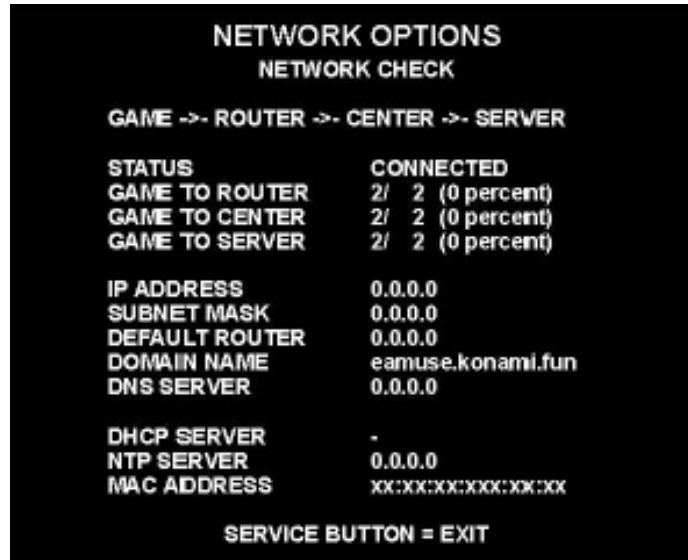 NETWORK OPTIONS
NETWORK CHECK
GAME ->- ROUTER ->- CENTER ->- SERVER
STATUS CONNECTED
GAME TO ROUTER 2/ 2 (0 percent)
GAME TO CENTER 2/ 2 (0 percent)
GAME TO SERVER 2/ 2 (0 percent)
IP ADDRESS 0.0.0.0
SUBNET MASK 0.0.0.0
DEFAULT ROUTER 0.0.0.0
DOMAIN NAME eamuse.konami.fun
DNS SERVER 0.0.0.0
DHCP SERVER -
NTP SERVER 0.0.0.0
MAC ADDRESS xx:xx:xx:xxx:xx:xx
SERVICE BUTTON = EXIT